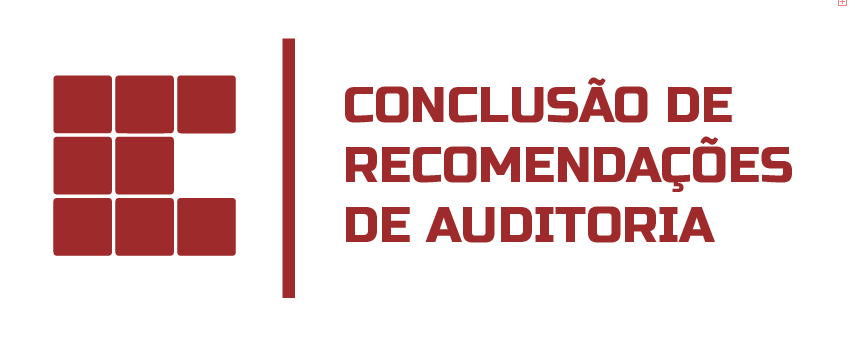 CONCLUSÃO DE
RECOMENDAÇÕES
DE AUDITORIA